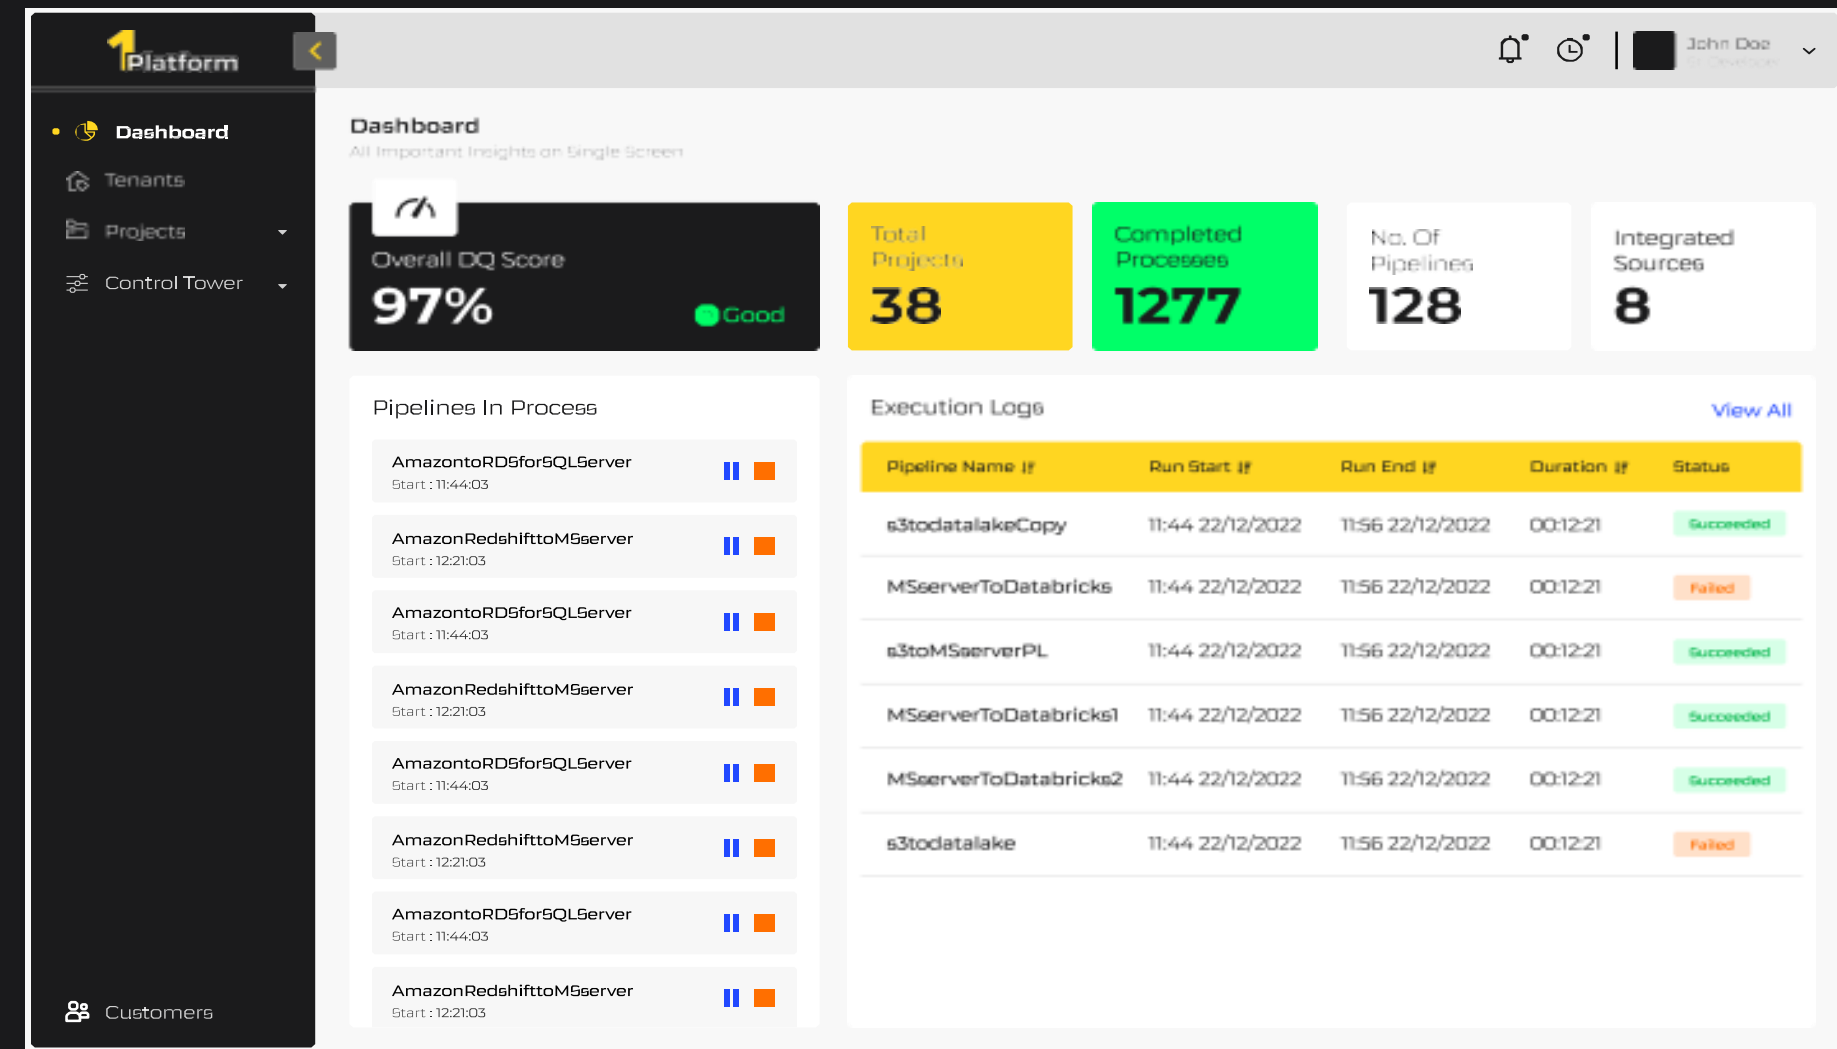 1Platform
John Doe
Sr. Developer
Dashboard
Tenants
Projects
Control Tower
Customers
Dashboard
All Important Insights on Single Screen
Overall DQ Score
97%
Good
Total
Projects
38
Completed
Processes
1277
No. Of
Pipelines
128
Integrated
Sources
8
Pipelines In Process
AmazontoRDSforSQLServer
Start : 11:44:03
AmazonRedshifttoMSserver
Start : 12:21:03
AmazontoRDSforSQLServer
Start : 11:44:03
AmazonRedshifttoMSserver
Start : 12:21:03
AmazontoRDSforSQLServer
Start : 11:44:03
AmazonRedshifttoMSserver
Start : 12:21:03
AmazontoRDSforSQLServer
Start : 11:44:03
AmazonRedshifttoMSserver
Start : 12:21:03
Execution Logs
View All
Pipeline Name Run Start Run End Duration Status
s3todatalakeCopy 11:44 22/12/2022 11:56 22/12/2022 00:12:21 Succeeded
MSserverToDatabricks 11:44 22/12/2022 11:56 22/12/2022 00:12:21 Failed
s3toMSserverPL 11:44 22/12/2022 11:56 22/12/2022 00:12:21 Succeeded
MSserverToDatabricks1 11:44 22/12/2022 11:56 22/12/2022 00:12:21 Succeeded
MSserverToDatabricks2 11:44 22/12/2022 11:56 22/12/2022 00:12:21 Succeeded
s3todatalake 11:44 22/12/2022 11:56 22/12/2022 00:12:21 Failed